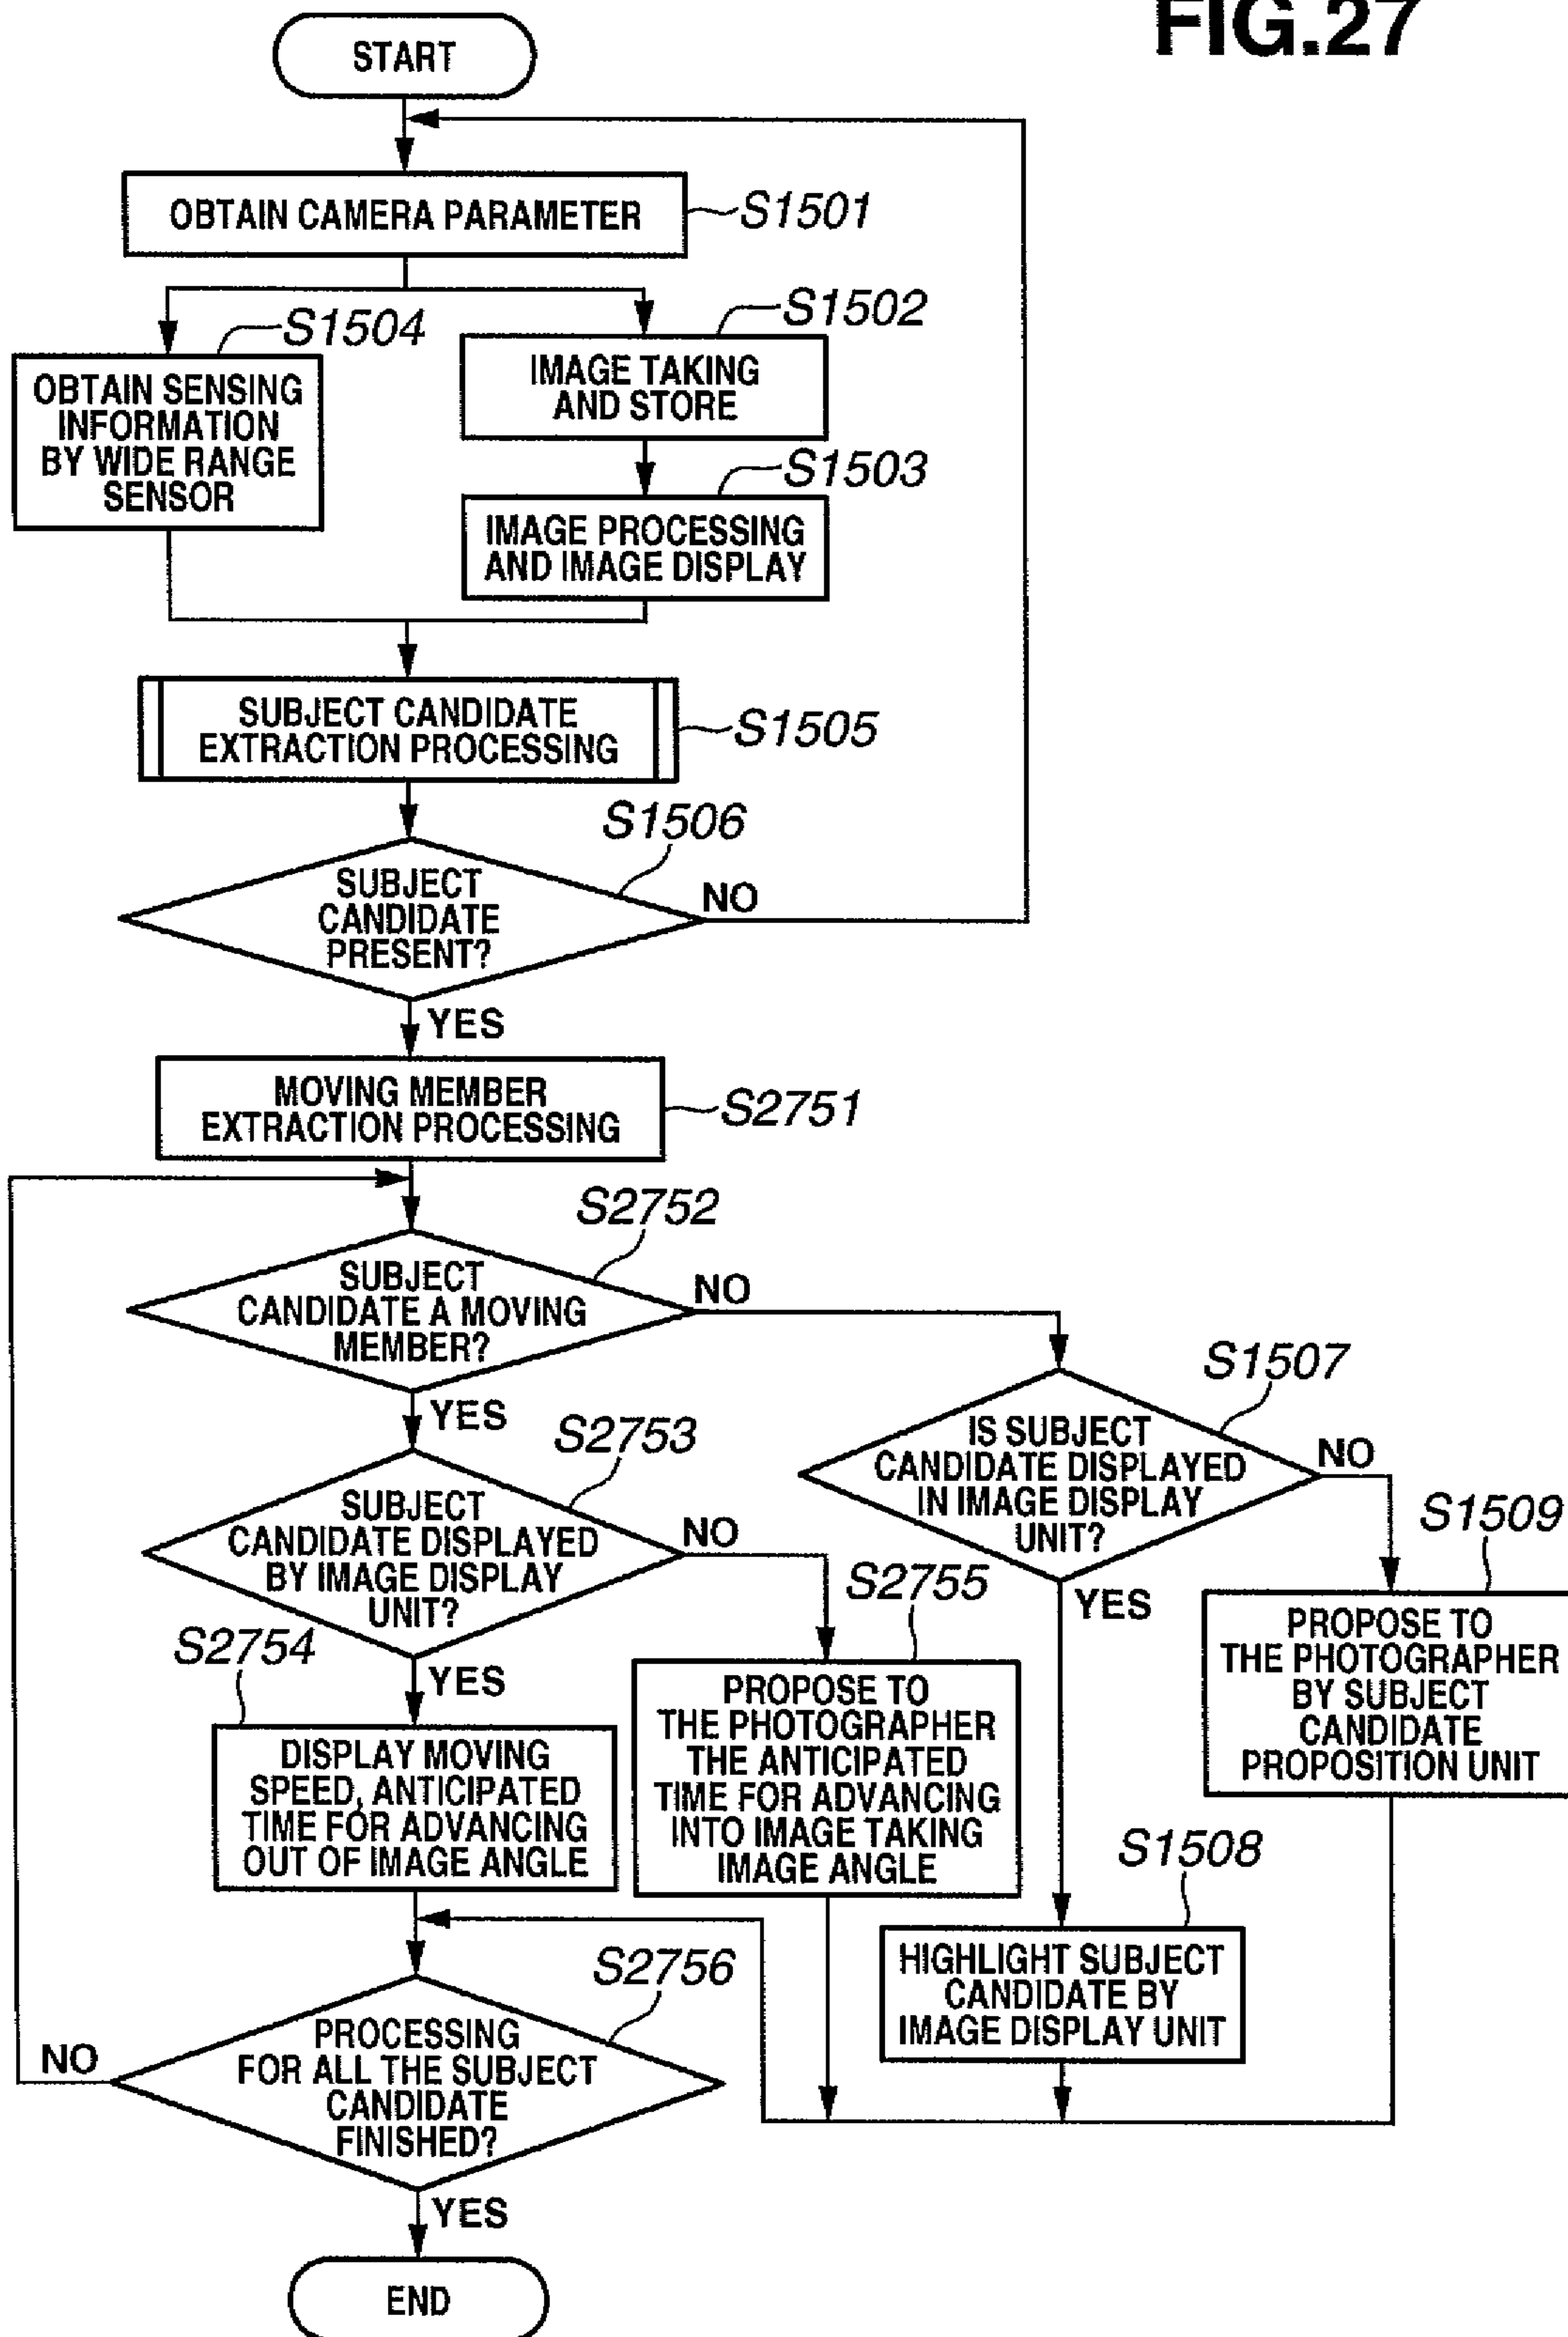 FIG.27
START
OBTAIN CAMERA PARAMETER
S1501
S1504
S1502
OBTAIN SENSING
INFORMATION
BY WIDE RANGE
SENSOR
IMAGE TAKING
AND STORE
S1503
IMAGE PROCESSING
AND IMAGE DISPLAY
SUBJECT CANDIDATE
EXTRACTION PROCESSING
S1505
S1506
SUBJECT
CANDIDATE
PRESENT?
NO
YES
MOVING MEMBER
EXTRACTION PROCESSING
S2751
S2752
SUBJECT
CANDIDATE A MOVING
MEMBER?
NO
YES
S1507
IS SUBJECT
CANDIDATE DISPLAYED
IN IMAGE DISPLAY
UNIT?
NO
YES
S2753
SUBJECT
CANDIDATE DISPLAYED
BY IMAGE DISPLAY
UNIT?
NO
YES
S1509
PROPOSE TO
THE PHOTOGRAPHER
BY SUBJECT
CANDIDATE
PROPOSITION UNIT
S2755
PROPOSE TO
THE PHOTOGRAPHER
THE ANTICIPATED
TIME FOR ADVANCING
INTO IMAGE TAKING
IMAGE ANGLE
S2754
DISPLAY MOVING
SPEED, ANTICIPATED
TIME FOR ADVANCING
OUT OF IMAGE ANGLE
S1508
HIGHLIGHT SUBJECT
CANDIDATE BY
IMAGE DISPLAY UNIT
S2756
PROCESSING
FOR ALL THE SUBJECT
CANDIDATE
FINISHED?
NO
YES
END